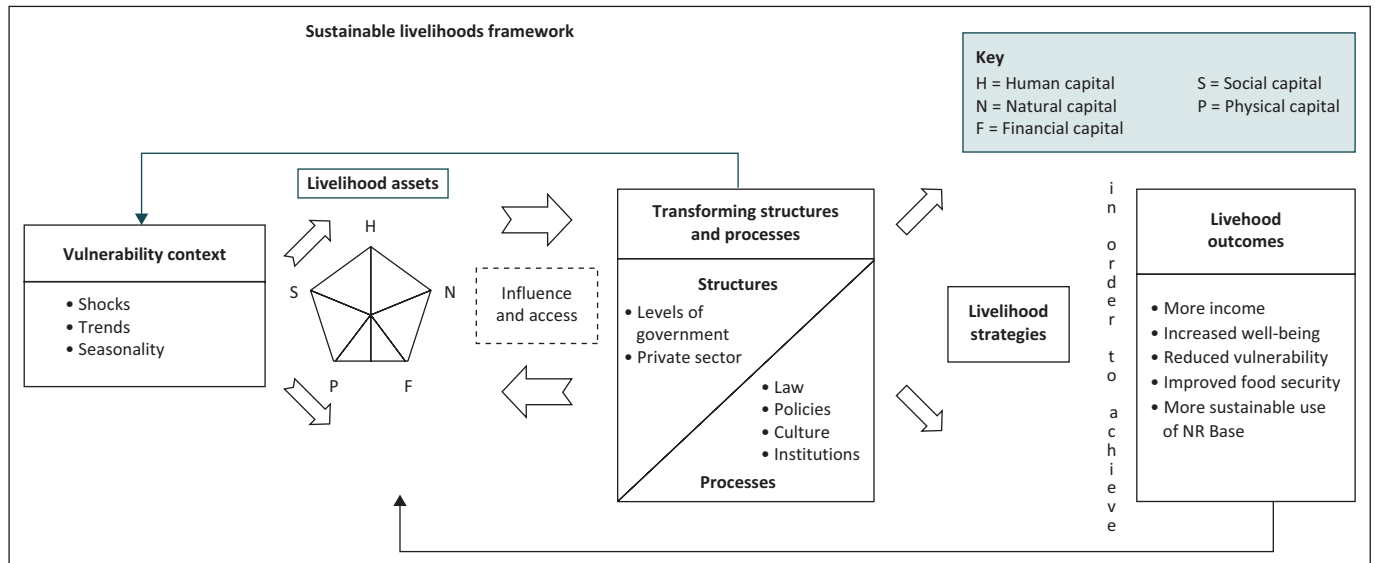 Sustainable livelihoods framework
Key
H = Human capital
S = Social capital
N = Natural capital
P = Physical capital
F = Financial capital
Livelihood assets
Vulnerability context
• Shocks
• Trends
• Seasonality
H
S
N
P
F
Influence
and access
Transforming structures
and processes
Structures
• Levels of
government
• Private sector
• Law
• Policies
• Culture
• Institutions
Processes
Livelihood
strategies
in order to achieve
Livehood
outcomes
• More income
• Increased well-being
• Reduced vulnerability
• Improved food security
• More sustainable use
of NR Base